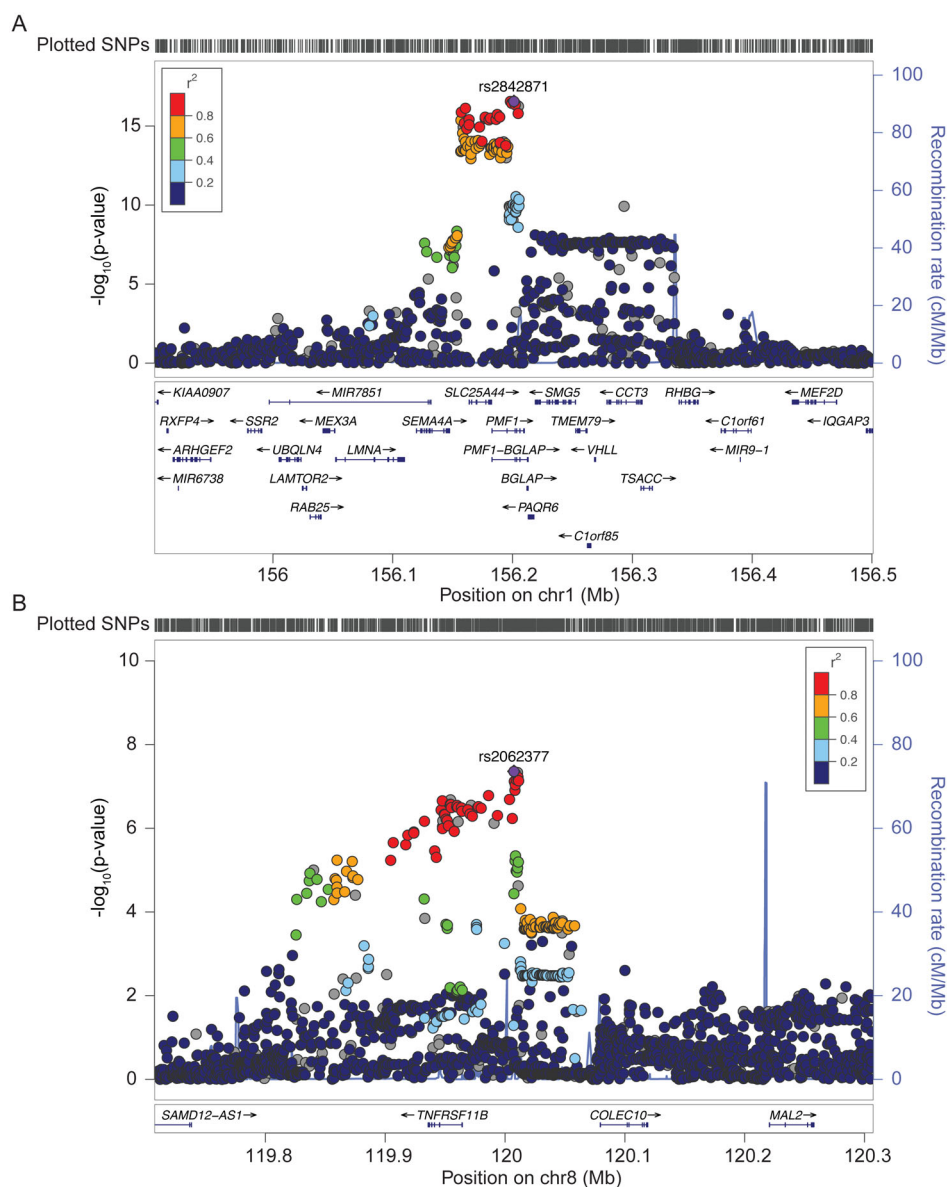 A
Plotted SNPs
r2
0.8
0.6
0.4
0.2
rs2842871
15
10
5
0
-log10(p-value)
100
80
60
40
20
0
Recombination rate (cM/Mb)
←KIAA0907 ←MIR7851→ SLC25A44→ ←SMG5 ←CCT3 RHBG→ ←MEF2D
RXFP4→ ←SSR2 ←MEX3A SEMA4A→ PMF1→ TMEM79→ ←C1orf61 ←IQGAP3
←ARHGEF2 ←UBQLN4 LMNA→ PMF1−BGLAP→ ←VHLL ←MIR9−1
←MIR6738 LAMTOR2→ BGLAP→ TSACC→
RAB25→ ←PAQR6
←C1orf85
156 156.1 156.2 156.3 156.4 156.5
Position on chr1 (Mb)
B
Plotted SNPs
rs2062377
r2
0.8
0.6
0.4
0.2
10
8
6
4
2
0
-log10(p-value)
100
80
60
40
20
0
Recombination rate (cM/Mb)
SAMD12−AS1→ ←TNFRSF11B COLEC10→ MAL2→
119.8 119.9 120 120.1 120.2 120.3
Position on chr8 (Mb)